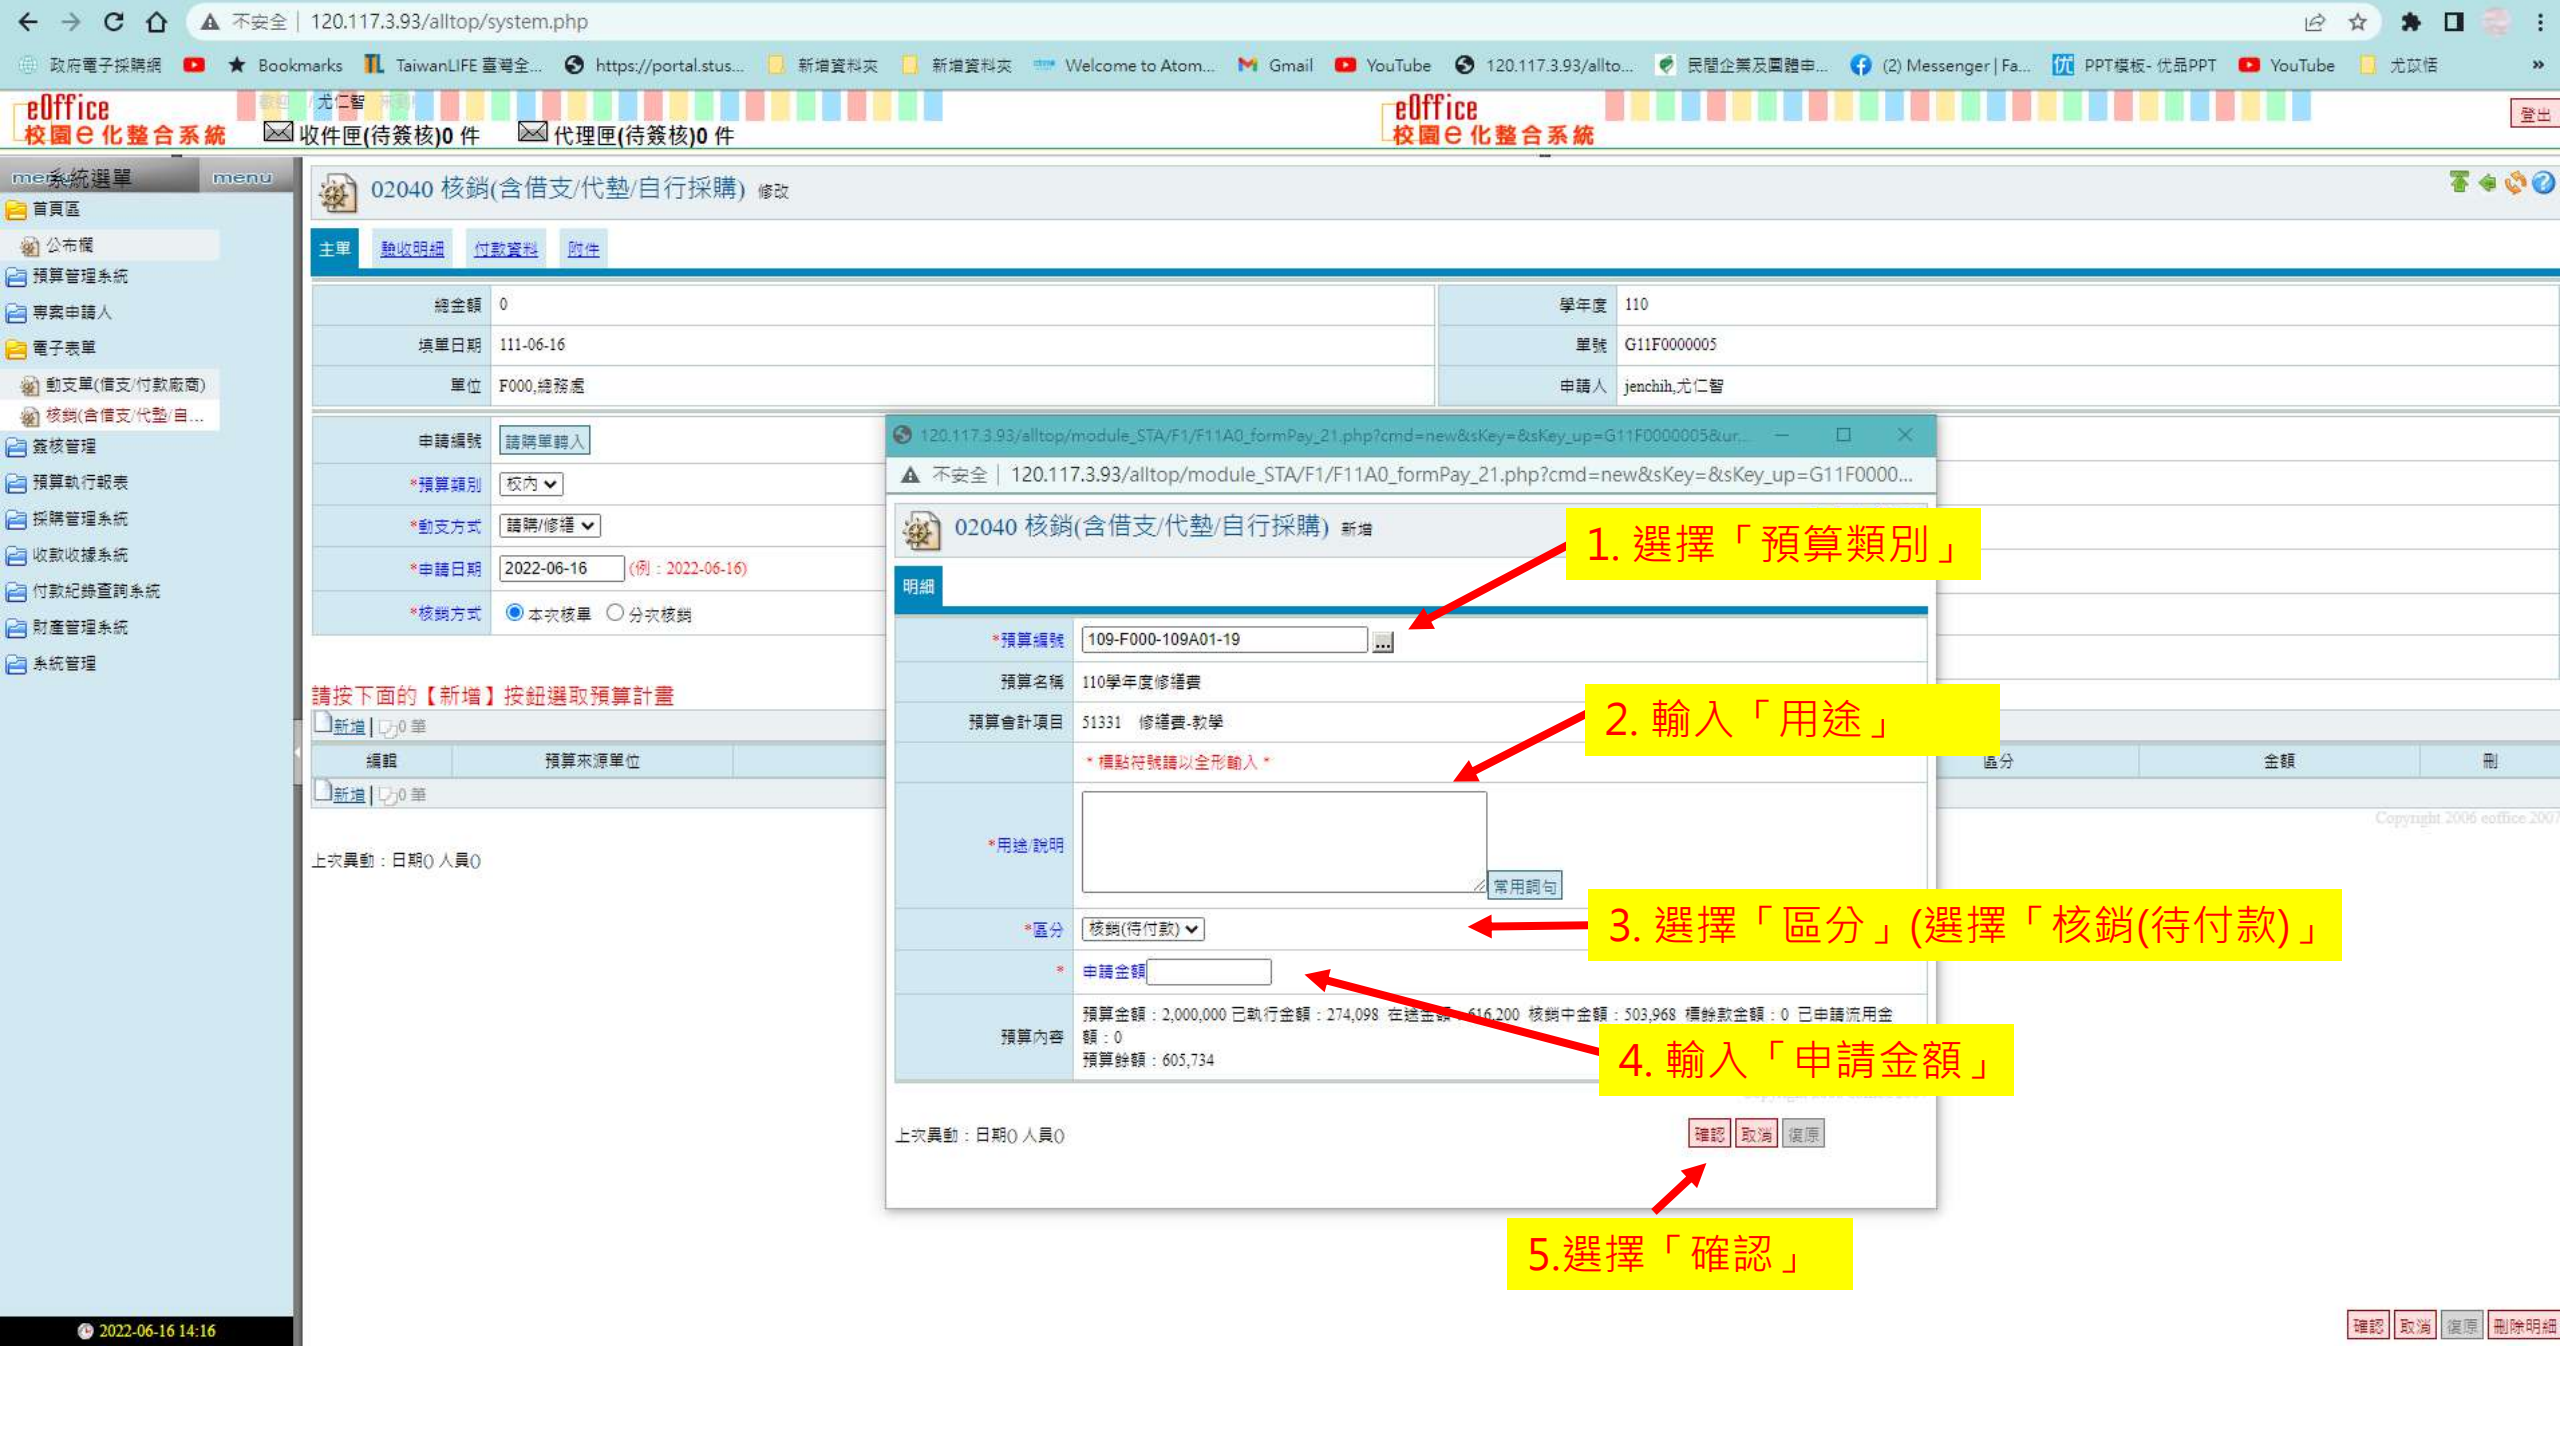 不安全 | 120.117.3.93/alltop/system.php
政府電子採購網 Bookmarks TaiwanLIFE 臺灣全... https://portal.stus... 新增資料夾 新增資料夾 Welcome to Atom... Gmail YouTube 120.117.3.93/allto... 民間企業及團體申... (2) Messenger | Fa... PPT模板- 优品PPT YouTube 尤苡恬 »
eOffice
校園e化整合系統
/ 尤仁智
收件匣(待簽核)0 件 代理匣(待簽核)0 件
eOffice
校園e化整合系統
登出
系統選單 menu
首頁區
公布欄
預算管理系統
專案申請人
電子表單
動支單(借支/付款廠商)
核銷(含借支/代墊/自...
簽核管理
預算執行報表
採購管理系統
收款收據系統
付款紀錄查詢系統
財產管理系統
系統管理
2022-06-16 14:16
02040 核銷(含借支/代墊/自行採購) 修改
主單 驗收明細 付款資料 附件
總金額 0 學年度 110
填單日期 111-06-16 單號 G11F0000005
單位 F000,總務處 申請人 jenchih,尤仁智
申請編號 請購單轉入
*預算類別 校內
*動支方式 請購/修繕
*申請日期 2022-06-16 (例：2022-06-16)
*核銷方式 本次核畢 分次核銷
請按下面的【新增】按鈕選取預算計畫
新增 | 0 筆
編輯 預算來源單位 區分 金額 刪
新增 | 0 筆
Copyright 2006 eoffice 2007
上次異動：日期() 人員()
120.117.3.93/alltop/module_STA/F1/F11A0_formPay_21.php?cmd=new&sKey=&sKey_up=G11F0000005&ur...
不安全 | 120.117.3.93/alltop/module_STA/F1/F11A0_formPay_21.php?cmd=new&sKey=&sKey_up=G11F0000...
02040 核銷(含借支/代墊/自行採購) 新增
1. 選擇「預算類別」
明細
*預算編號 109-F000-109A01-19 ...
預算名稱 110學年度修繕費
預算會計項目 51331 修繕費-教學
2. 輸入「用途」
* 標點符號請以全形輸入 *
*用途/說明
常用詞句
*區分 核銷(待付款)
3. 選擇「區分」(選擇「核銷(待付款)」
* 申請金額
預算內容 預算金額：2,000,000 已執行金額：274,098 在途金額：616,200 核銷中金額：503,968 標餘款金額：0 已申請流用金
額：0
預算餘額：605,734
4. 輸入「申請金額」
上次異動：日期() 人員()
確認 取消 復原
5.選擇「確認」
確認 取消 復原 刪除明細